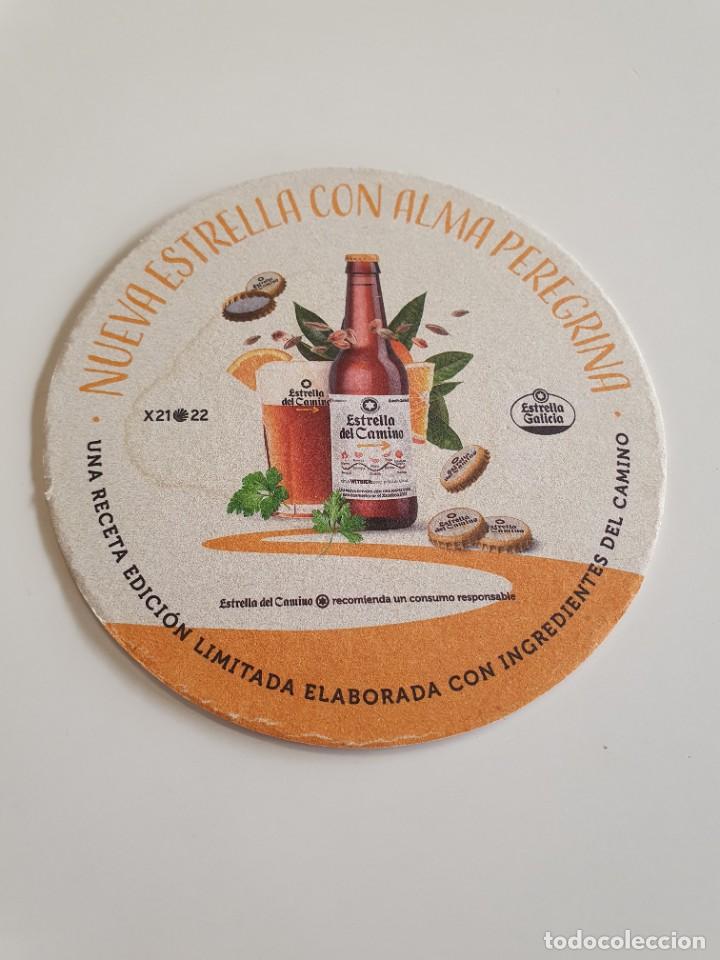 · NUEVA ESTRELLA CON ALMA PEREGRINA ·
Estrella
del Camino
Estrella
del Camino
X21 22
Estrella
Galicia
WITBIER
Estrella del Camino recomienda un consumo responsable
UNA RECETA EDICIÓN LIMITADA ELABORADA CON INGREDIENTES DEL CAMINO
todocoleccion